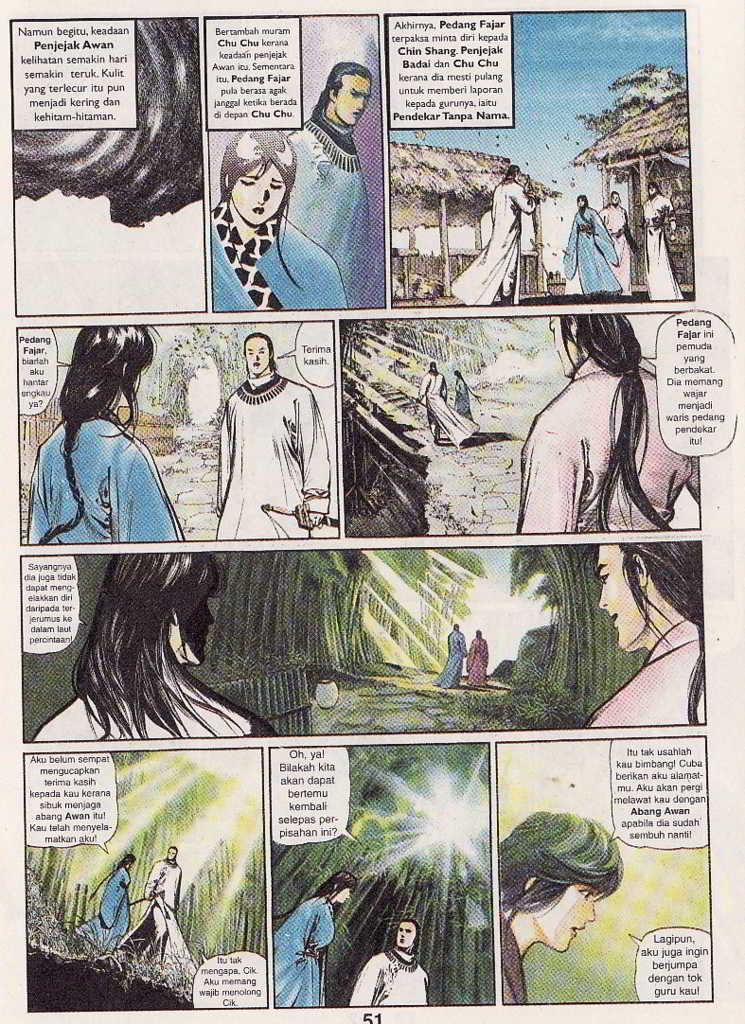 Namun begitu, keadaan
Penjejak Awan
kelihatan semakin hari
semakin teruk. Kulit
yang terlecur itu pun
menjadi kering dan
kehitam-hitaman.
Bertambah muram
Chu Chu kerana
keadaan penjejak
Awan itu. Sementara
itu, Pedang Fajar
pula berasa agak
janggal ketika berada
di depan Chu Chu.
Akhirnya, Pedang Fajar
terpaksa minta diri kepada
Chin Shang. Penjejak
Badai dan Chu Chu
kerana dia mesti pulang
untuk memberi laporan
kepada gurunya, iaitu
Pendekar Tanpa Nama.
Pedang
Fajar,
biarlah
aku
hantar
engkau
ya?
Terima
kasih.
Pedang
Fajar ini
pemuda
yang
berbakat.
Dia memang
wajar
menjadi
waris pedang
pendekar
itu!
Sayangnya
dia juga tidak
dapat meng-
elakkan diri
daripada ter-
jerumus ke
dalam laut
percintaan!
Aku belum sempat
mengucapkan
terima kasih
kepada kau kerana
sibuk menjaga
abang Awan itu!
Kau telah menyela-
matkan aku!
Itu tak
mengapa, Cik.
Aku memang
wajib menolong
Cik.
Oh, ya!
Bilakah kita
akan dapat
bertemu
kembali
selepas per-
pisahan ini?
Itu tak usahlah
kau bimbang! Cuba
berikan aku alamat-
mu. Aku akan pergi
melawat kau dengan
Abang Awan
apabila dia sudah
sembuh nanti!
Lagipun,
aku juga ingin
berjumpa
dengan tok
guru kau!
51